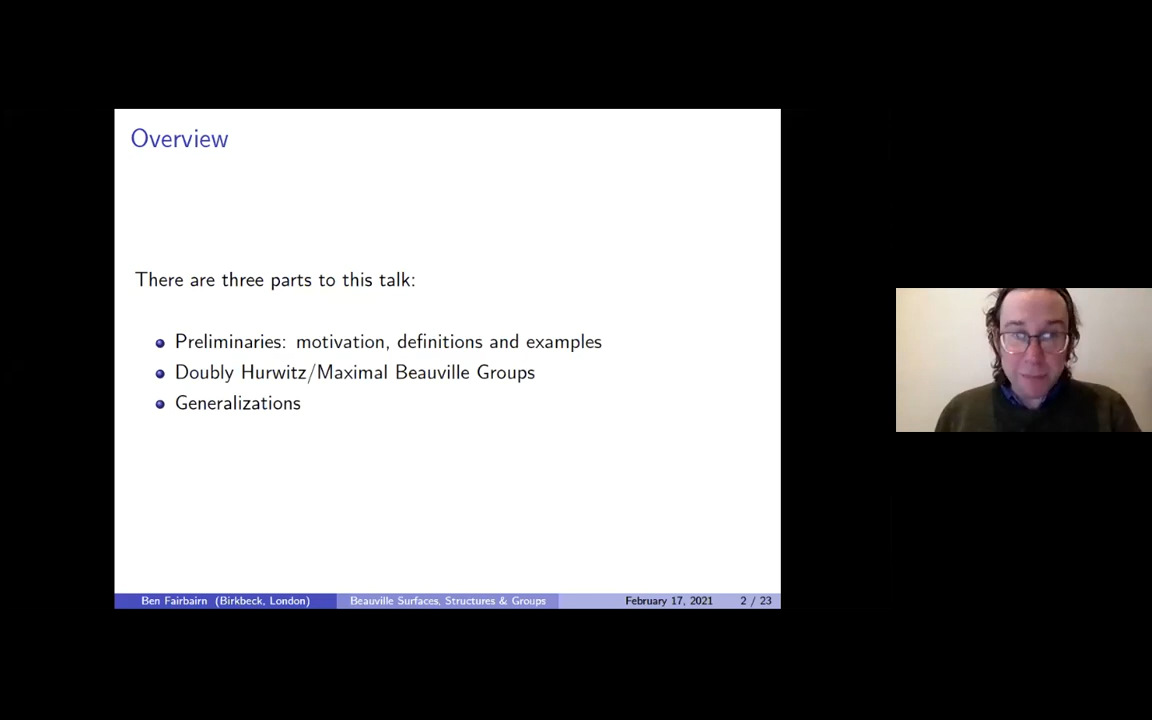 Overview
There are three parts to this talk:
Preliminaries: motivation, definitions and examples
Doubly Hurwitz/Maximal Beauville Groups
Generalizations
Ben Fairbairn (Birkbeck, London) Beauville Surfaces, Structures & Groups February 17, 2021 2 / 23